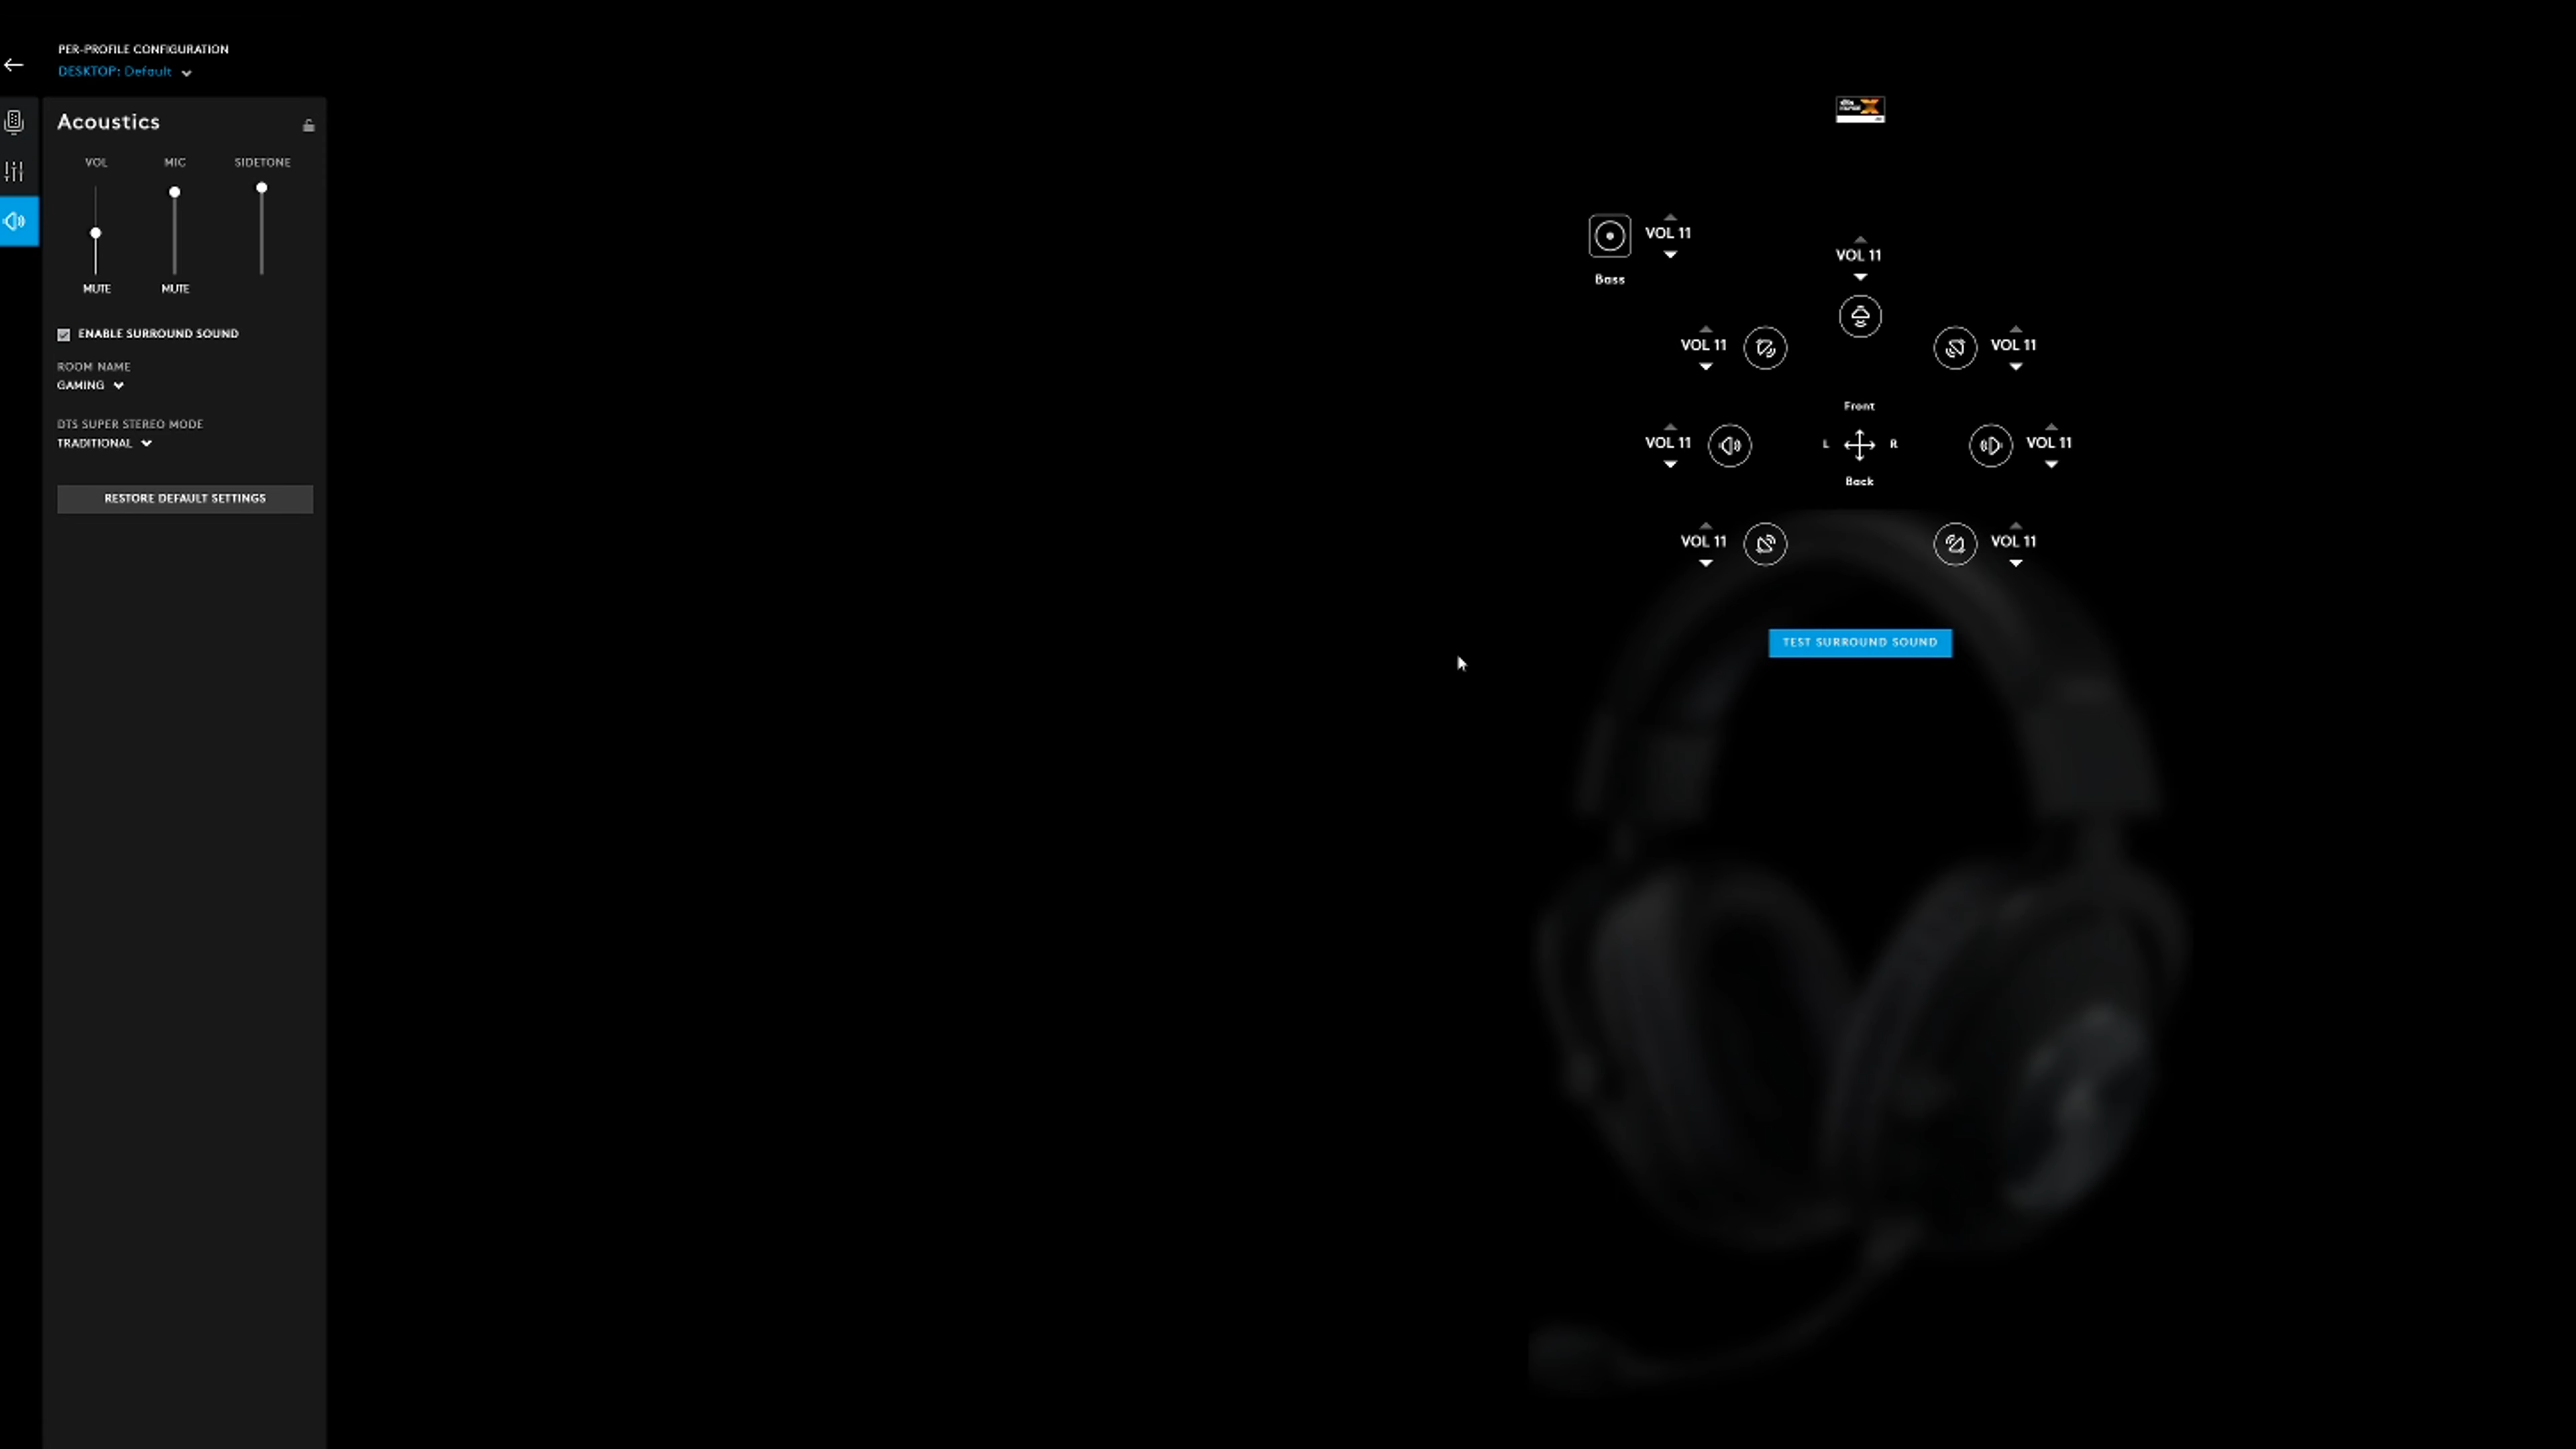 PER-PROFILE CONFIGURATION
DESKTOP: Default
Acoustics
VOL MIC SIDETONE
MUTE MUTE
ENABLE SURROUND SOUND
ROOM NAME
GAMING
DTS SUPER STEREO MODE
TRADITIONAL
RESTORE DEFAULT SETTINGS
X
VOL 11
Bass
VOL 11
VOL 11
VOL 11
Front
VOL 11
L R
VOL 11
Back
VOL 11
VOL 11
TEST SURROUND SOUND